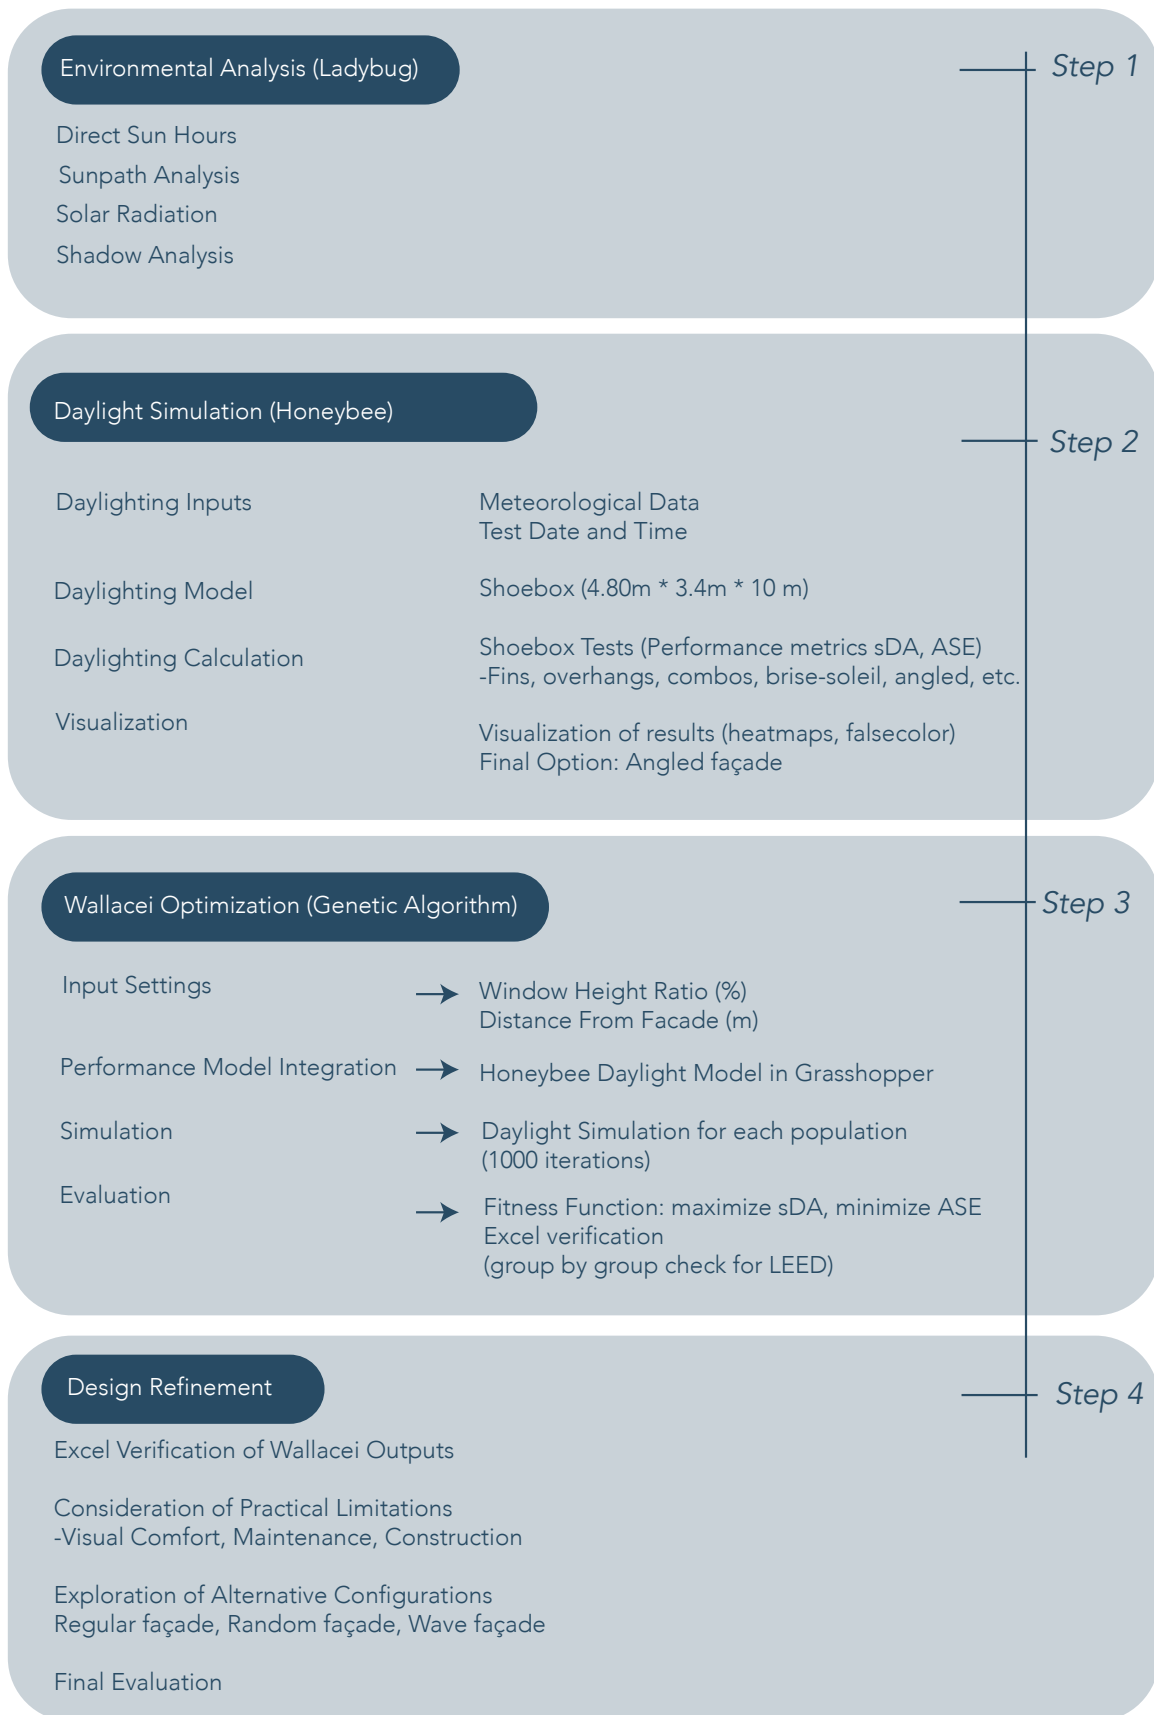 Environmental Analysis (Ladybug)
Step 1
Direct Sun Hours
Sunpath Analysis
Solar Radiation
Shadow Analysis
Daylight Simulation (Honeybee)
Step 2
Daylighting Inputs
Meteorological Data
Test Date and Time
Daylighting Model
Shoebox (4.80m * 3.4m * 10 m)
Daylighting Calculation
Shoebox Tests (Performance metrics sDA, ASE)
-Fins, overhangs, combos, brise-soleil, angled, etc.
Visualization
Visualization of results (heatmaps, falsecolor)
Final Option: Angled façade
Wallacei Optimization (Genetic Algorithm)
Step 3
Input Settings
Window Height Ratio (%)
Distance From Facade (m)
Performance Model Integration
Honeybee Daylight Model in Grasshopper
Simulation
Daylight Simulation for each population
(1000 iterations)
Evaluation
Fitness Function: maximize sDA, minimize ASE
Excel verification
(group by group check for LEED)
Design Refinement
Step 4
Excel Verification of Wallacei Outputs
Consideration of Practical Limitations
-Visual Comfort, Maintenance, Construction
Exploration of Alternative Configurations
Regular façade, Random façade, Wave façade
Final Evaluation